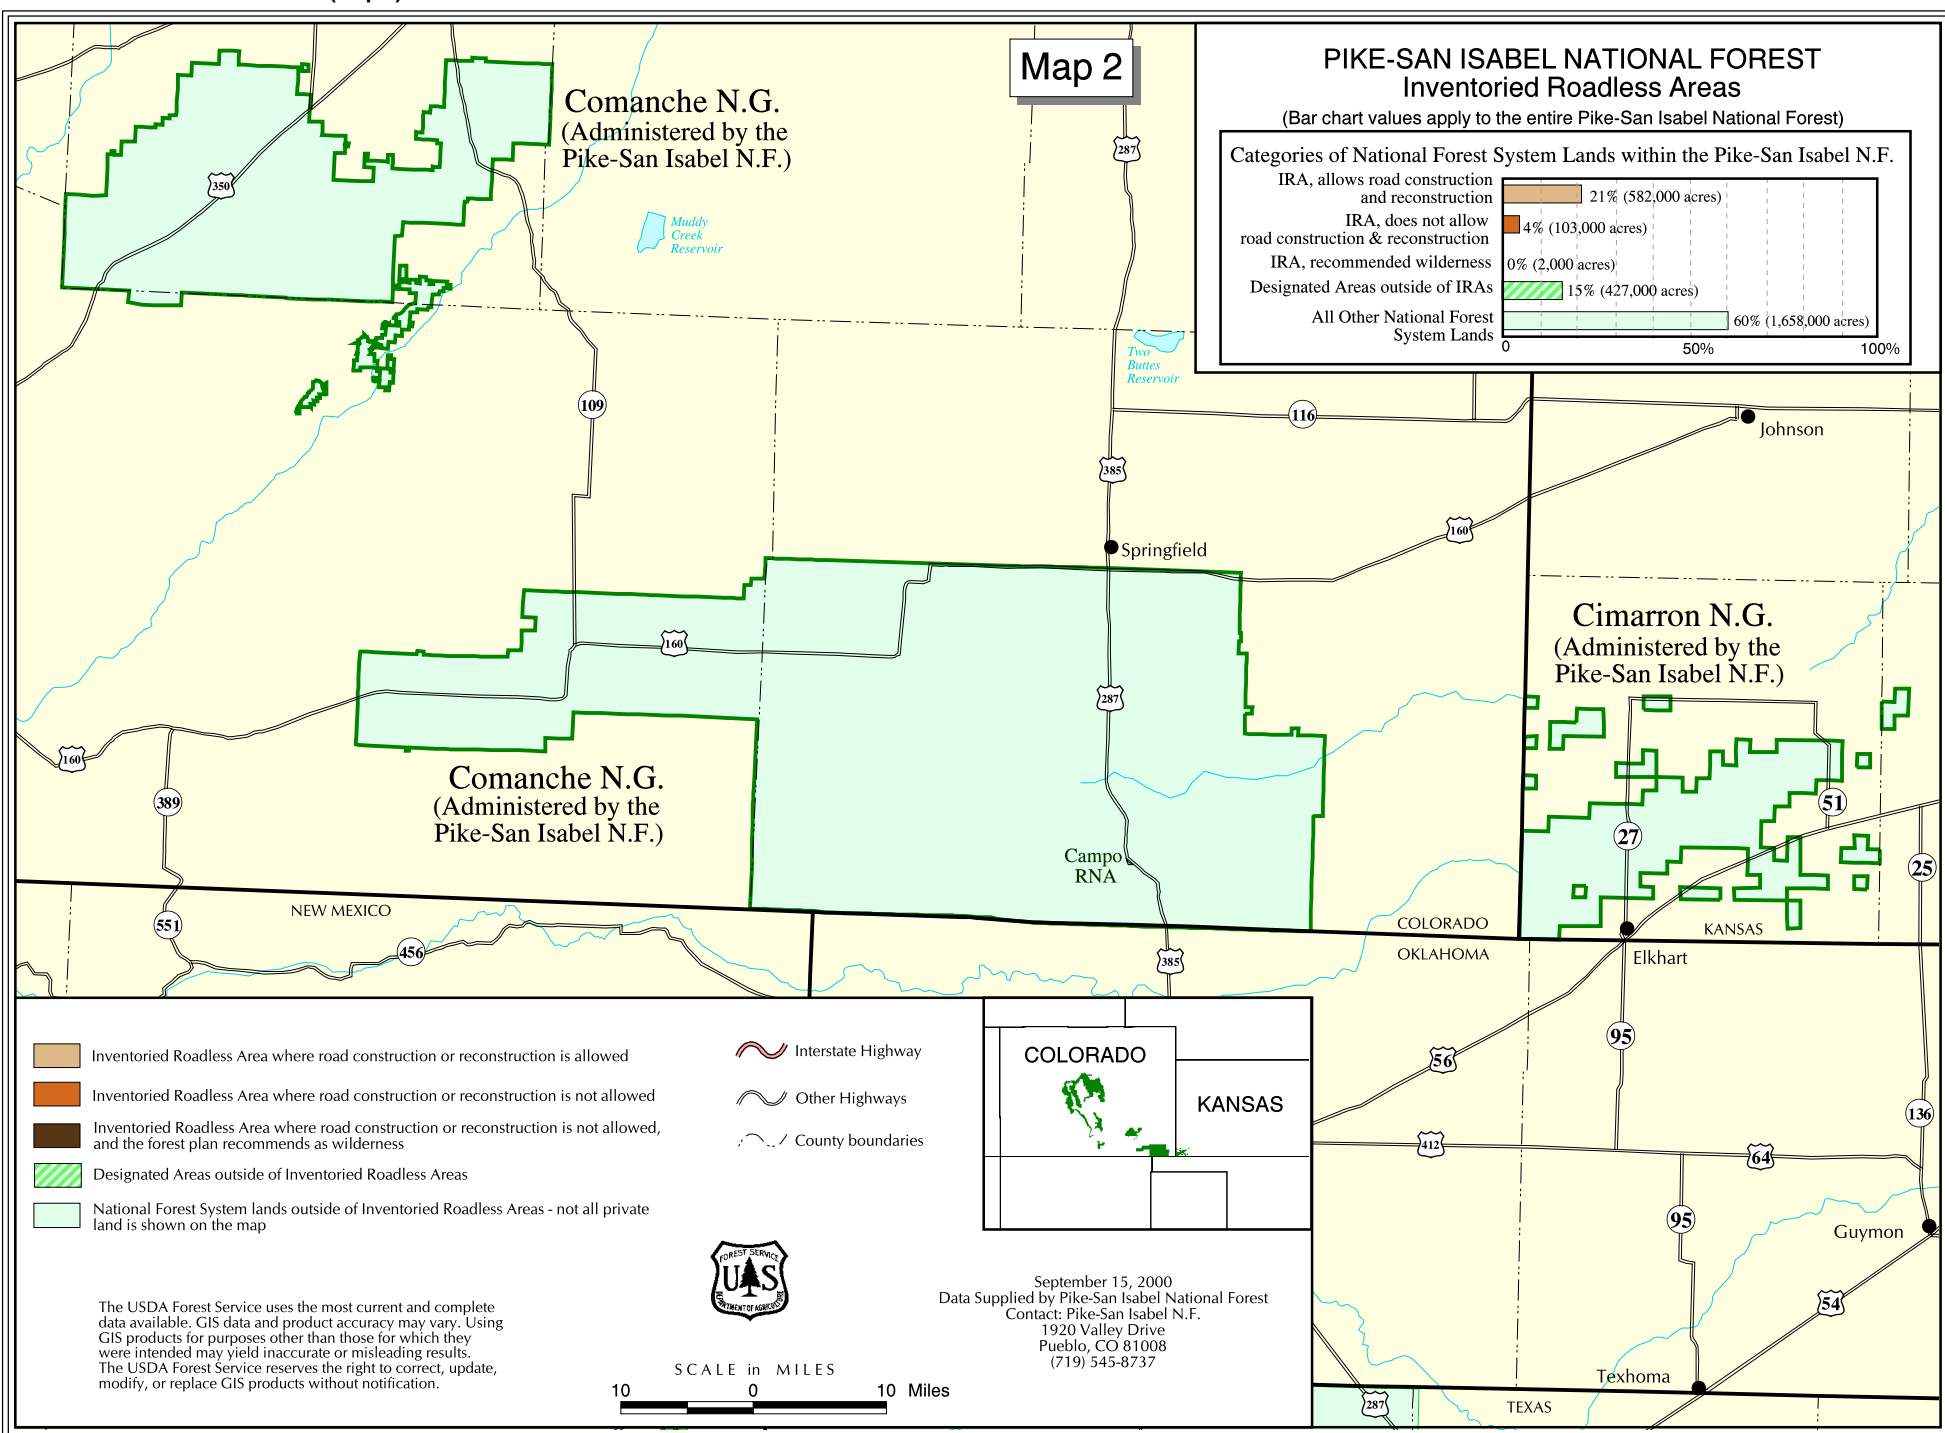 Map 2
PIKE-SAN ISABEL NATIONAL FOREST
Inventoried Roadless Areas
(Bar chart values apply to the entire Pike-San Isabel National Forest)
Categories of National Forest System Lands within the Pike-San Isabel N.F.
IRA, allows road construction
and reconstruction
21% (582,000 acres)
IRA, does not allow
road construction & reconstruction
4% (103,000 acres)
IRA, recommended wilderness
0% (2,000 acres)
Designated Areas outside of IRAs
15% (427,000 acres)
All Other National Forest
System Lands
60% (1,658,000 acres)
0 50% 100%
Comanche N.G.
(Administered by the
Pike-San Isabel N.F.)
287
350
Muddy
Creek
Reservoir
Two
Buttes
Reservoir
109
116
Johnson
385
160
Springfield
Cimarron N.G.
(Administered by the
Pike-San Isabel N.F.)
160
287
160
Comanche N.G.
(Administered by the
Pike-San Isabel N.F.)
389
51
27
Campo
RNA
25
NEW MEXICO
551
COLORADO
KANSAS
456
385
OKLAHOMA
Elkhart
95
56
136
412
64
95
Guymon
54
Texhoma
287
TEXAS
Inventoried Roadless Area where road construction or reconstruction is allowed
Inventoried Roadless Area where road construction or reconstruction is not allowed
Inventoried Roadless Area where road construction or reconstruction is not allowed,
and the forest plan recommends as wilderness
Designated Areas outside of Inventoried Roadless Areas
National Forest System lands outside of Inventoried Roadless Areas - not all private
land is shown on the map
Interstate Highway
Other Highways
County boundaries
COLORADO
KANSAS
FOREST SERVICE
U S
DEPARTMENT OF AGRICULTURE
The USDA Forest Service uses the most current and complete
data available. GIS data and product accuracy may vary. Using
GIS products for purposes other than those for which they
were intended may yield inaccurate or misleading results.
The USDA Forest Service reserves the right to correct, update,
modify, or replace GIS products without notification.
September 15, 2000
Data Supplied by Pike-San Isabel National Forest
Contact: Pike-San Isabel N.F.
1920 Valley Drive
Pueblo, CO 81008
(719) 545-8737
SCALE in MILES
10 0 10 Miles